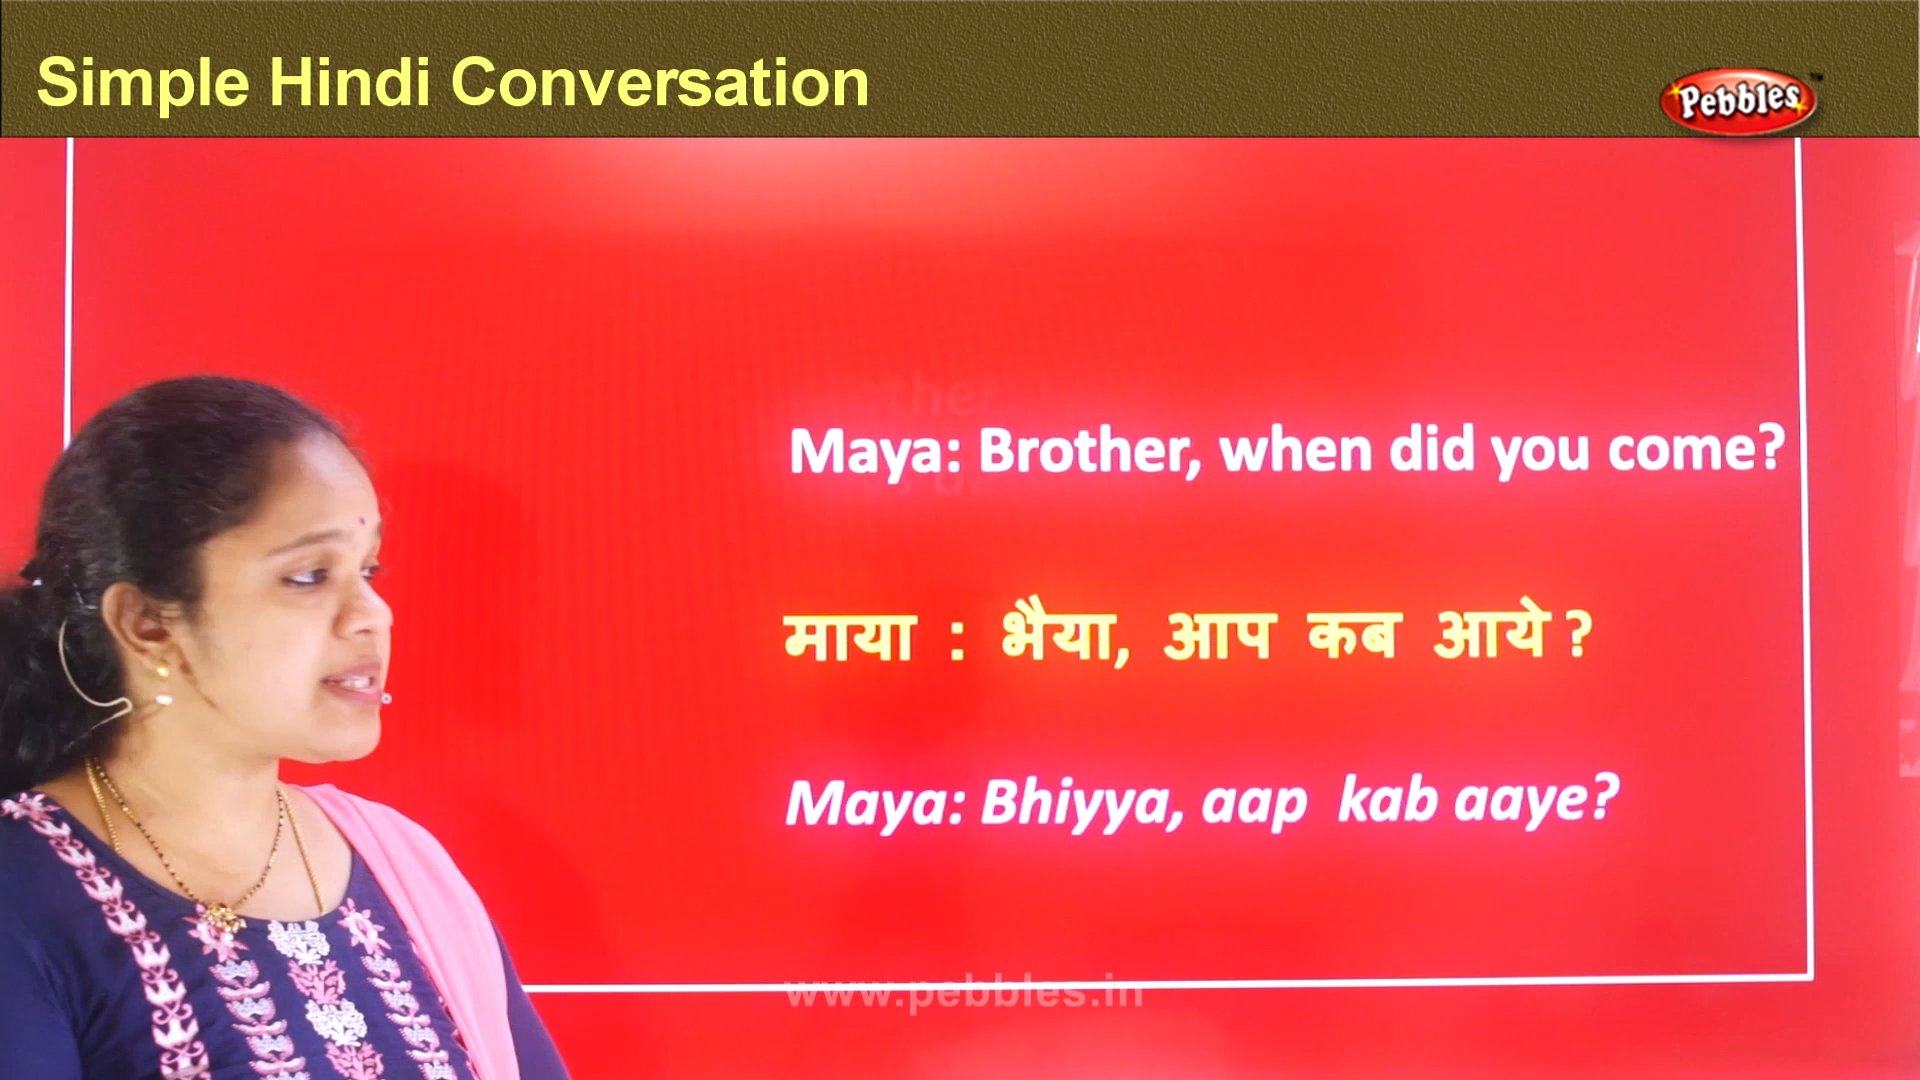 Simple Hindi Conversation
Pebbles
Maya: Brother, when did you come?
माया : भैया, आप कब आये ?
Maya: Bhiyya, aap kab aaye?
www.pebbles.in